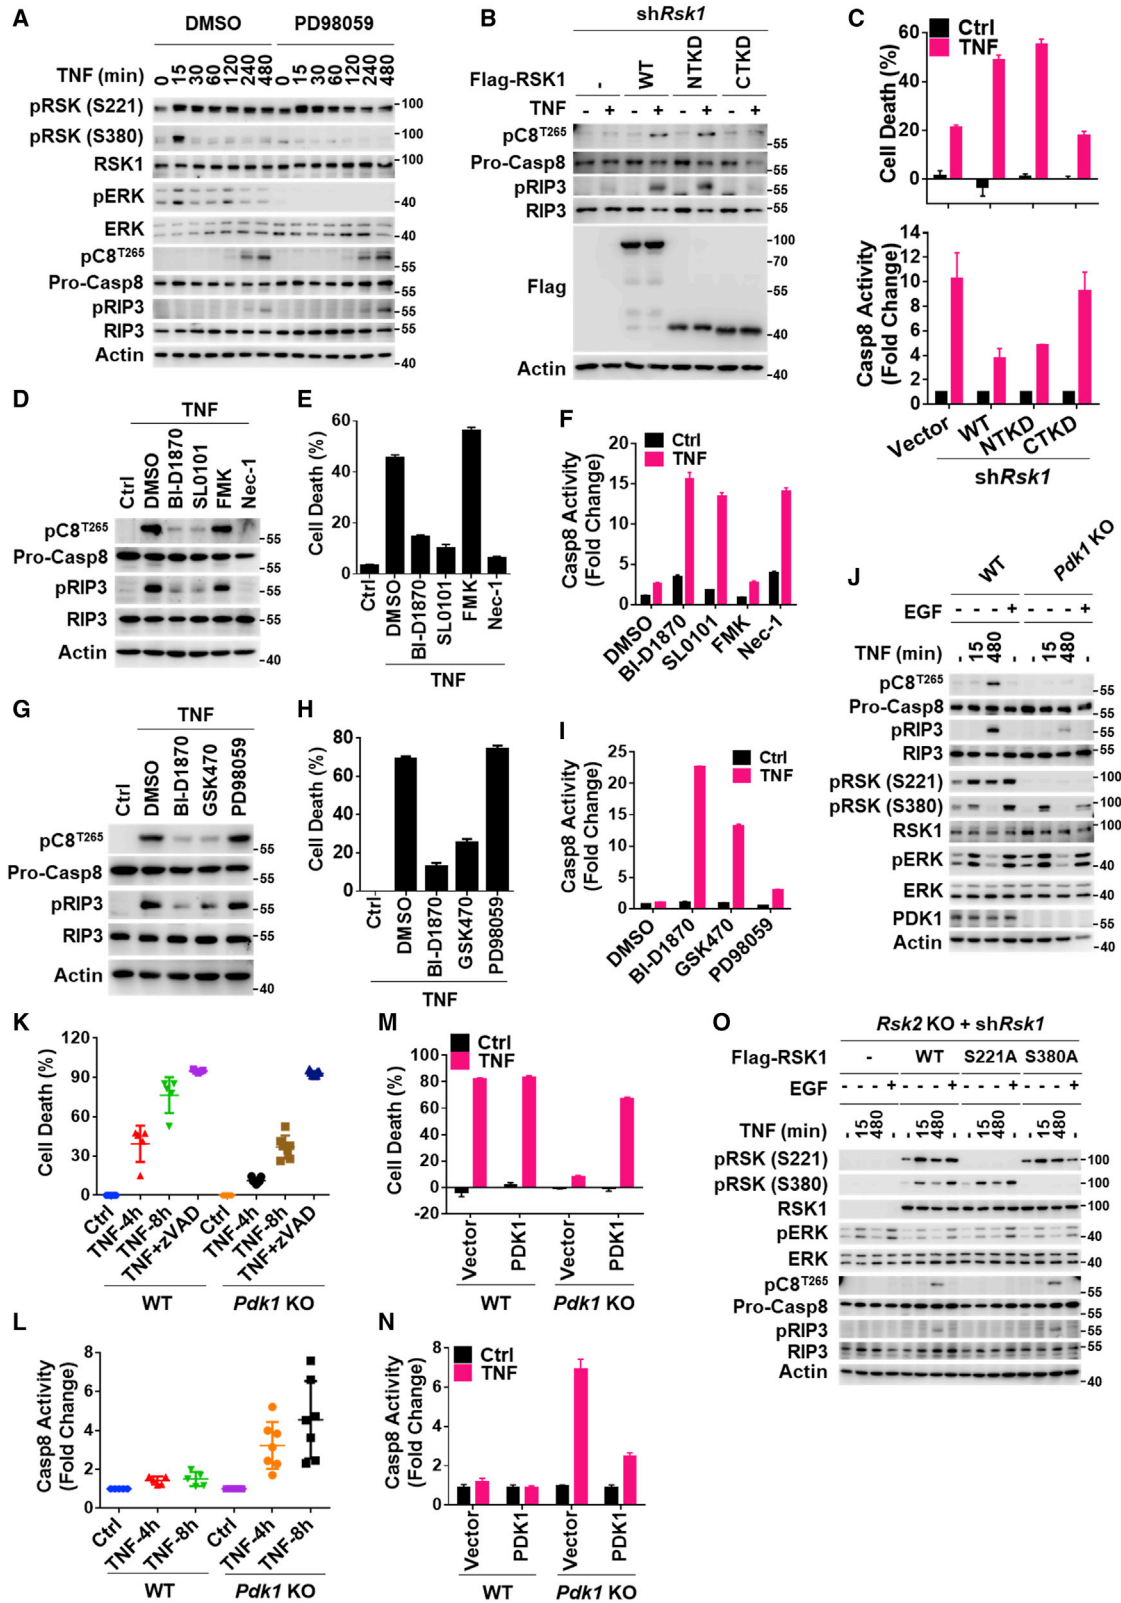 A
DMSO PD98059
TNF (min) 0 15 30 60 120 240 480 0 15 30 60 120 240 480
pRSK (S221) 100
pRSK (S380) 100
RSK1 100
pERK 40
ERK 40
pC8T265 55
Pro-Casp8 55
pRIP3 55
RIP3 55
Actin 40
B
shRsk1
Flag-RSK1 - WT NTKD CTKD
TNF - + - + - + - +
pC8T265 55
Pro-Casp8 55
pRIP3 55
RIP3 55
Flag 100 70 55 40
Actin 40
C
Ctrl
TNF
Cell Death (%)
60
40
20
0
Casp8 Activity (Fold Change)
14
12
10
8
6
4
2
0
Vector WT NTKD CTKD
shRsk1
D
TNF
Ctrl DMSO BI-D1870 SL0101 FMK Nec-1
pC8T265 55
Pro-Casp8 55
pRIP3 55
RIP3 55
Actin 40
E
Cell Death (%)
60
40
20
0
Ctrl DMSO BI-D1870 SL0101 FMK Nec-1
TNF
F
Ctrl
TNF
Casp8 Activity (Fold Change)
20
15
10
5
0
DMSO BI-D1870 SL0101 FMK Nec-1
G
TNF
Ctrl DMSO BI-D1870 GSK470 PD98059
pC8T265 55
Pro-Casp8 55
pRIP3 55
RIP3 55
Actin 40
H
Cell Death (%)
80
60
40
20
0
Ctrl DMSO BI-D1870 GSK470 PD98059
TNF
I
Ctrl
TNF
Casp8 Activity (Fold Change)
25
20
15
10
5
0
DMSO BI-D1870 GSK470 PD98059
J
WT Pdk1 KO
EGF - - - + - - - +
TNF (min) - 15 480 - - 15 480 -
pC8T265 55
Pro-Casp8 55
pRIP3 55
RIP3 55
pRSK (S221) 100
pRSK (S380) 100
RSK1 100
pERK 40
ERK 40
PDK1 55
Actin 40
K
Cell Death (%)
120
90
60
30
0
Ctrl TNF-4h TNF-8h TNF+zVAD Ctrl TNF-4h TNF-8h TNF+zVAD
WT Pdk1 KO
L
Casp8 Activity (Fold Change)
8
6
4
2
0
Ctrl TNF-4h TNF-8h Ctrl TNF-4h TNF-8h
WT Pdk1 KO
M
Ctrl
TNF
Cell Death (%)
100
80
60
40
20
0
-20
Vector PDK1 Vector PDK1
WT Pdk1 KO
N
Ctrl
TNF
Casp8 Activity (Fold Change)
8
6
4
2
0
Vector PDK1 Vector PDK1
WT Pdk1 KO
O
Rsk2 KO + shRsk1
Flag-RSK1 - WT S221A S380A
EGF - - - + - - - + - - - + - - - +
TNF (min) - 15 480 - - 15 480 - - 15 480 - - 15 480 -
pRSK (S221) 100
pRSK (S380) 100
RSK1 100
pERK 40
ERK 40
pC8T265 55
Pro-Casp8 55
pRIP3 55
RIP3 55
Actin 40